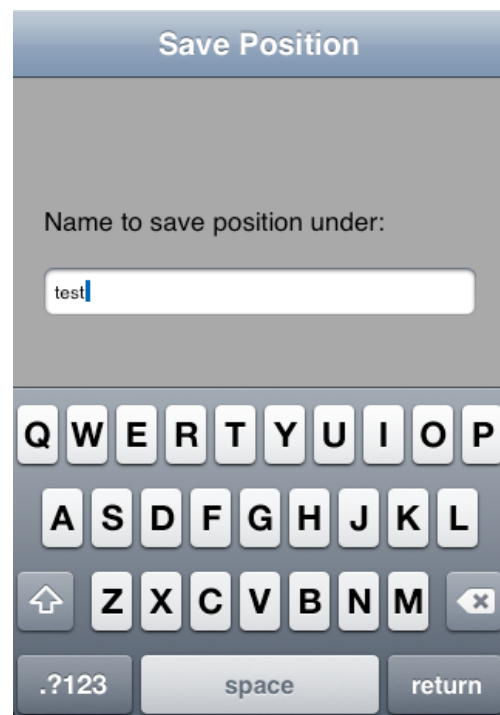 Save Position
Name to save position under:
test
Q W E R T Y U I O P
A S D F G H J K L
Z X C V B N M
.?123 space return